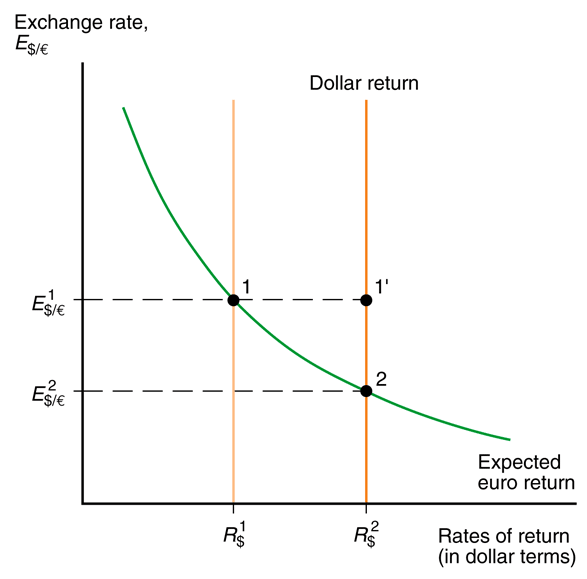 Exchange rate,
E$/€
Dollar return
1
1'
E¹$/€
2
E²$/€
Expected
euro return
R¹$
R²$
Rates of return
(in dollar terms)